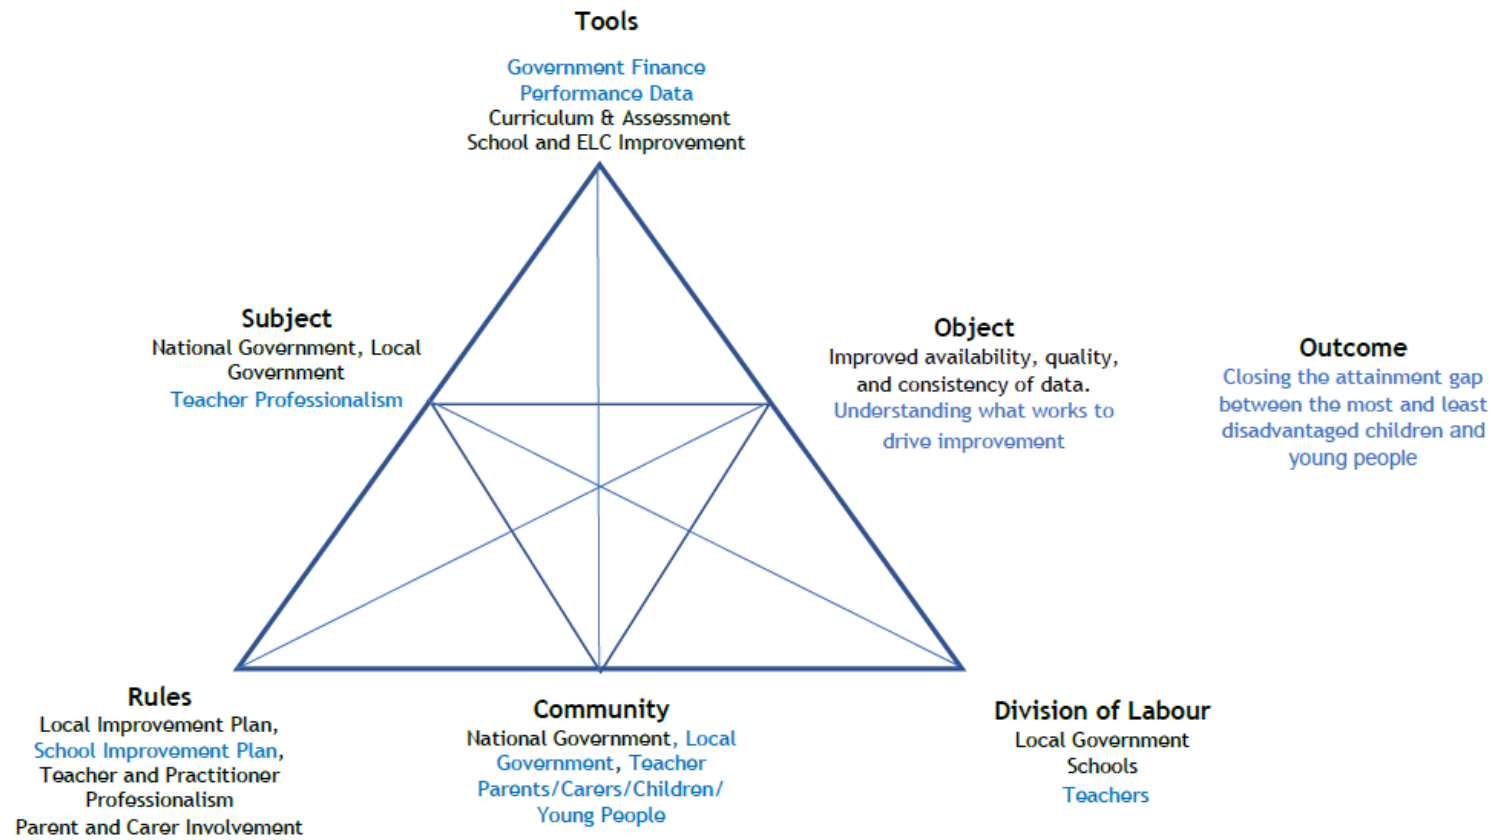 Tools
Government Finance
Performance Data
Curriculum & Assessment
School and ELC Improvement
Subject
National Government, Local
Government
Teacher Professionalism
Object
Improved availability, quality,
and consistency of data.
Understanding what works to
drive improvement
Outcome
Closing the attainment gap
between the most and least
disadvantaged children and
young people
Rules
Local Improvement Plan,
School Improvement Plan,
Teacher and Practitioner
Professionalism
Parent and Carer Involvement
Community
National Government, Local
Government, Teacher
Parents/Carers/Children/
Young People
Division of Labour
Local Government
Schools
Teachers